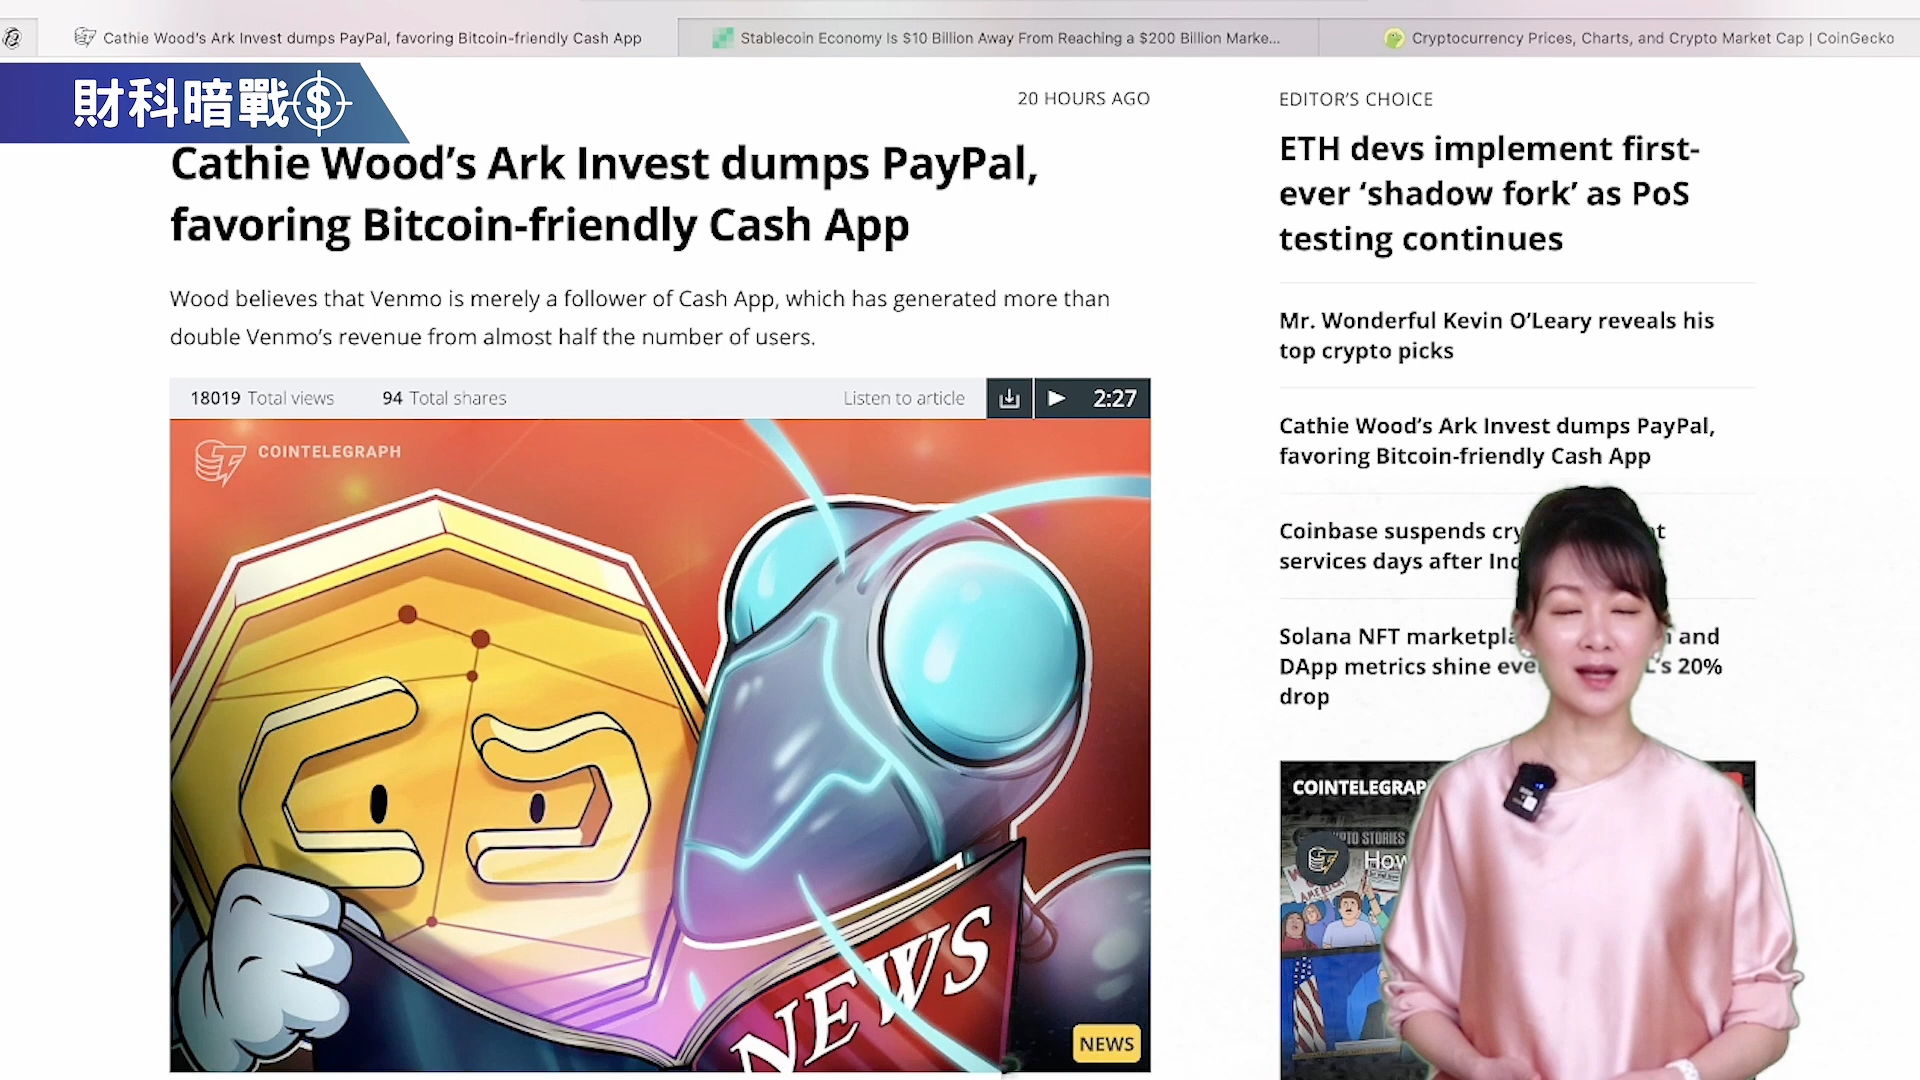 Cathie Wood's Ark Invest dumps PayPal, favoring Bitcoin-friendly Cash App
Stablecoin Economy Is $10 Billion Away From Reaching a $200 Billion Marke...
Cryptocurrency Prices, Charts, and Crypto Market Cap | CoinGecko
財科暗戰
20 HOURS AGO
Cathie Wood’s Ark Invest dumps PayPal,
favoring Bitcoin-friendly Cash App
Wood believes that Venmo is merely a follower of Cash App, which has generated more than
double Venmo’s revenue from almost half the number of users.
18019 Total views
94 Total shares
Listen to article
2:27
COINTELEGRAPH
NEWS
NEWS
EDITOR’S CHOICE
ETH devs implement first-
ever ‘shadow fork’ as PoS
testing continues
Mr. Wonderful Kevin O’Leary reveals his
top crypto picks
Cathie Wood’s Ark Invest dumps PayPal,
favoring Bitcoin-friendly Cash App
Coinbase suspends
services days after
Solana NFT and
DApp metrics shine 20%
drop
COINTELEGRAP
STORIES
How